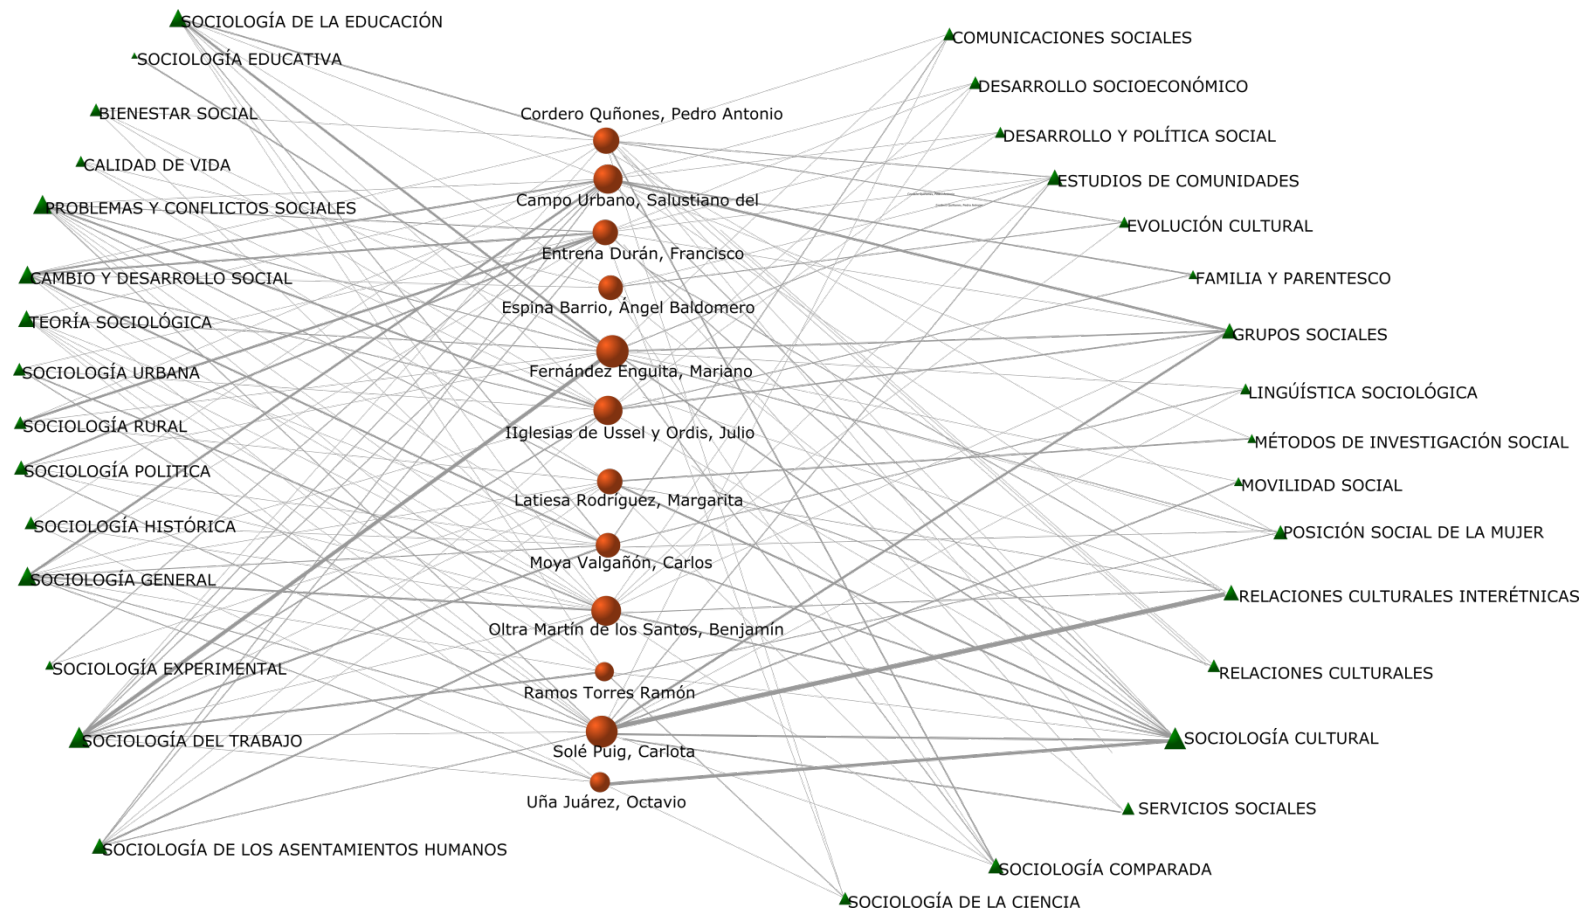 SOCIOLOGÍA DE LA EDUCACIÓN
SOCIOLOGÍA EDUCATIVA
BIENESTAR SOCIAL
CALIDAD DE VIDA
PROBLEMAS Y CONFLICTOS SOCIALES
CAMBIO Y DESARROLLO SOCIAL
TEORÍA SOCIOLÓGICA
SOCIOLOGÍA URBANA
SOCIOLOGÍA RURAL
SOCIOLOGÍA POLITICA
SOCIOLOGÍA HISTÓRICA
SOCIOLOGÍA GENERAL
SOCIOLOGÍA EXPERIMENTAL
SOCIOLOGÍA DEL TRABAJO
SOCIOLOGÍA DE LOS ASENTAMIENTOS HUMANOS
Cordero Quñones, Pedro Antonio
Campo Urbano, Salustiano del
Entrena Durán, Francisco
Espina Barrio, Ángel Baldomero
Fernández Enguita, Mariano
IIglesias de Ussel y Ordis, Julio
Latiesa Rodríguez, Margarita
Moya Valgañón, Carlos
Oltra Martín de los Santos, Benjamín
Ramos Torres Ramón
Solé Puig, Carlota
Uña Juárez, Octavio
COMUNICACIONES SOCIALES
DESARROLLO SOCIOECONÓMICO
DESARROLLO Y POLÍTICA SOCIAL
ESTUDIOS DE COMUNIDADES
EVOLUCIÓN CULTURAL
FAMILIA Y PARENTESCO
GRUPOS SOCIALES
LINGÚÍSTICA SOCIOLÓGICA
MÉTODOS DE INVESTIGACIÓN SOCIAL
MOVILIDAD SOCIAL
POSICIÓN SOCIAL DE LA MUJER
RELACIONES CULTURALES INTERÉTNICAS
RELACIONES CULTURALES
SOCIOLOGÍA CULTURAL
SERVICIOS SOCIALES
SOCIOLOGÍA COMPARADA
SOCIOLOGÍA DE LA CIENCIA